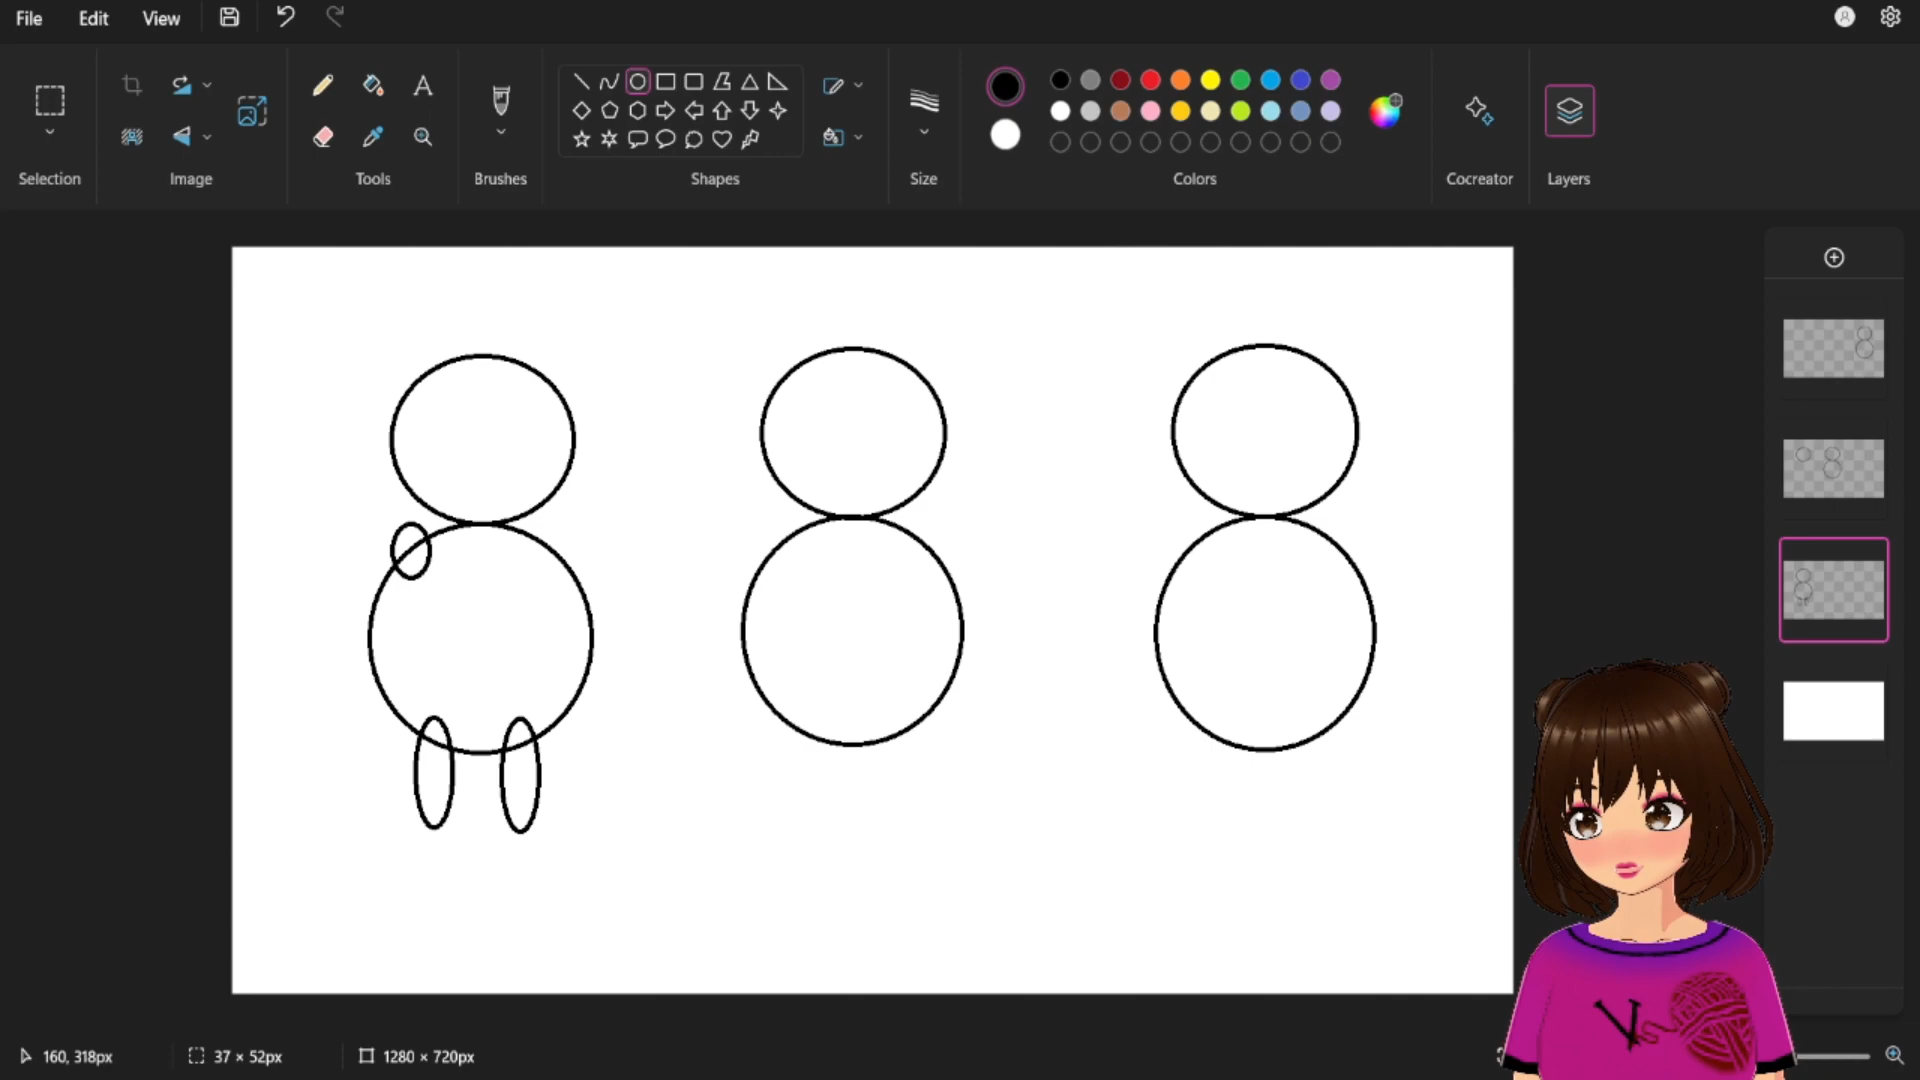 File Edit View
Selection Image Tools Brushes Shapes Size Colors Cocreator Layers
160, 318px 37 × 52px 1280 × 720px